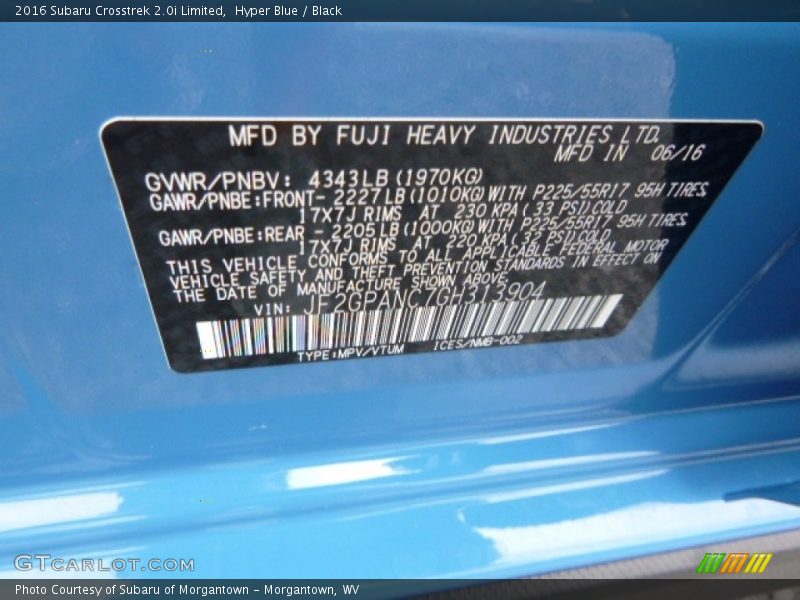 2016 Subaru Crosstrek 2.0i Limited,  Hyper Blue / Black
MFD BY FUJI HEAVY INDUSTRIES LTD.
MFD IN 06/16
GVWR/PNBV: 4343LB (1970KG)
GAWR/PNBE:FRONT- 2227LB (1010KG) WITH P225/55R17 95H TIRES,
17X7J RIMS AT 230 KPA ( 33 PSI) COLD
GAWR/PNBE:REAR - 2205LB (1000KG) WITH P225/55R17 95H TIRES,
17X7J RIMS AT 220 KPA ( 32 PSI) COLD
THIS VEHICLE CONFORMS TO ALL APPLICABLE FEDERAL MOTOR
VEHICLE SAFETY AND THEFT PREVENTION STANDARDS IN EFFECT ON
THE DATE OF MANUFACTURE SHOWN ABOVE.
VIN: JF2GPANC7GH313904
TYPE:MPV/VTUM ICES/NMB-002
GTCARLOT.COM
Photo Courtesy of Subaru of Morgantown - Morgantown, WV